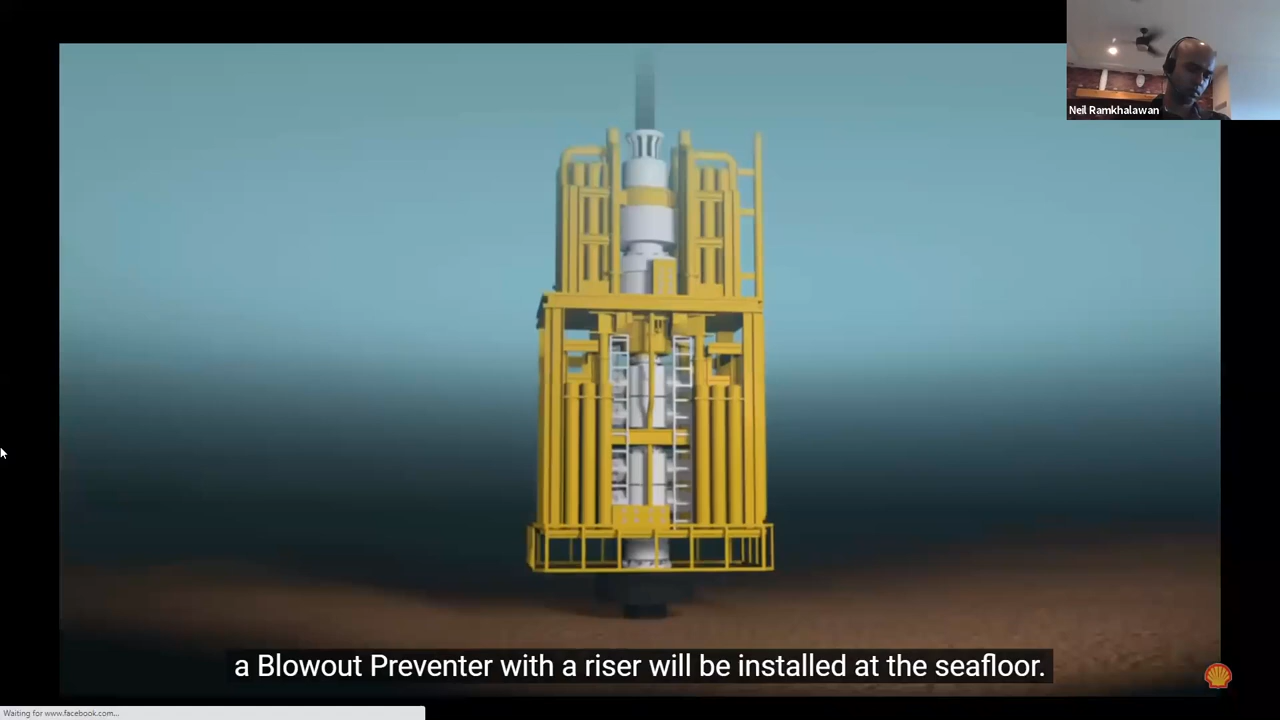 Neil Ramkhalawan
a Blowout Preventer with a riser will be installed at the seafloor.
Waiting for www.facebook.com...